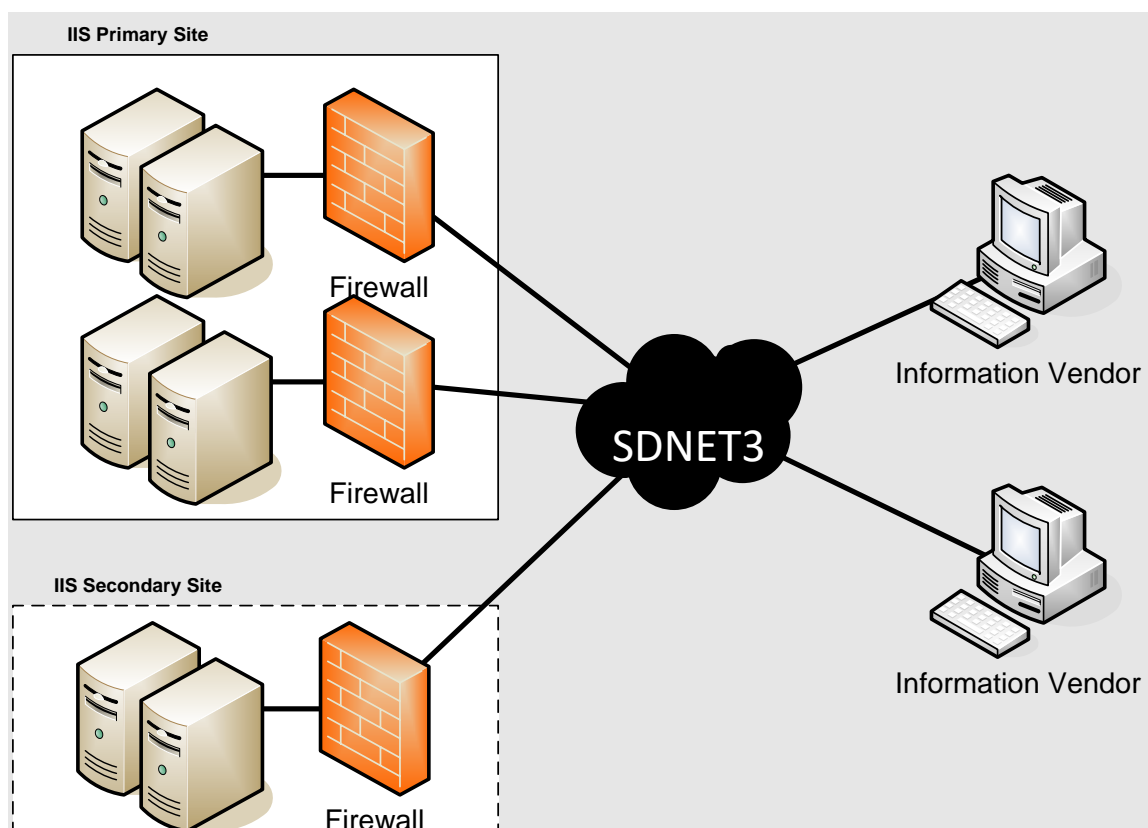 IIS Primary Site
Firewall
Firewall
SDNET3
Information Vendor
Information Vendor
IIS Secondary Site
Firewall